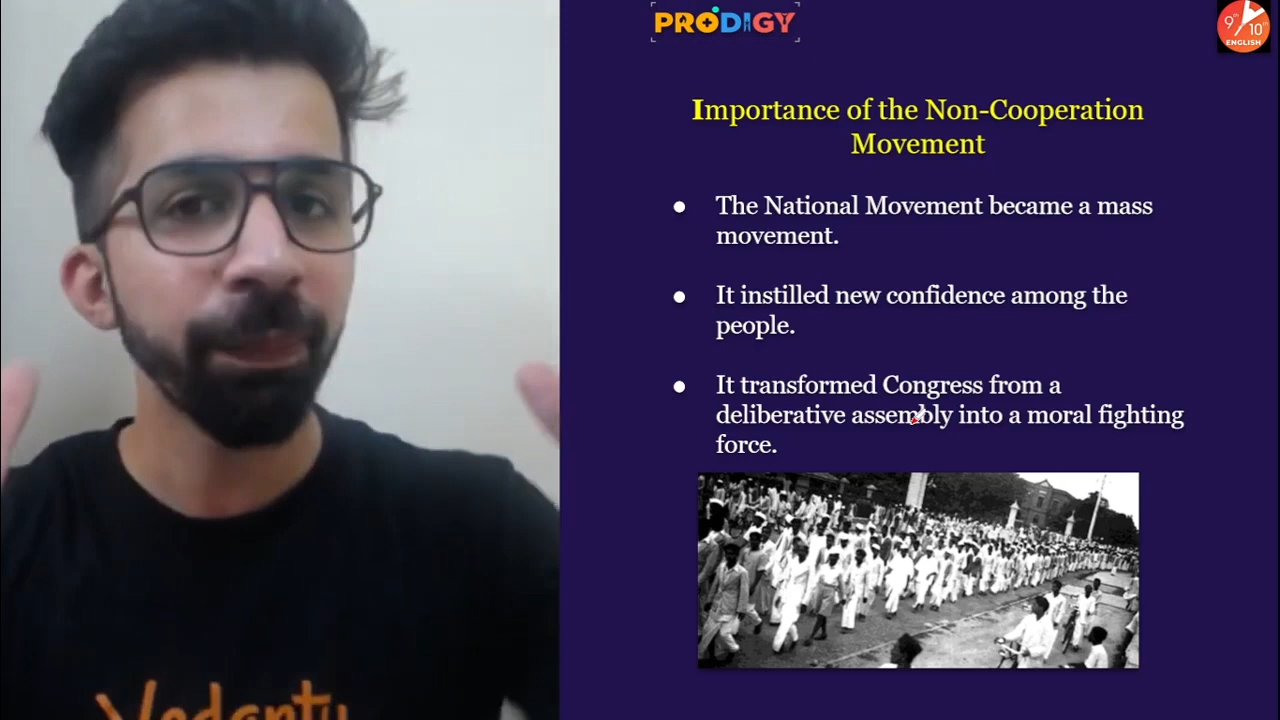 PRODIGY
9th 10th
ENGLISH
Importance of the Non-Cooperation
Movement
● The National Movement became a mass
movement.
● It instilled new confidence among the
people.
● It transformed Congress from a
deliberative assembly into a moral fighting
force.
Vedantu